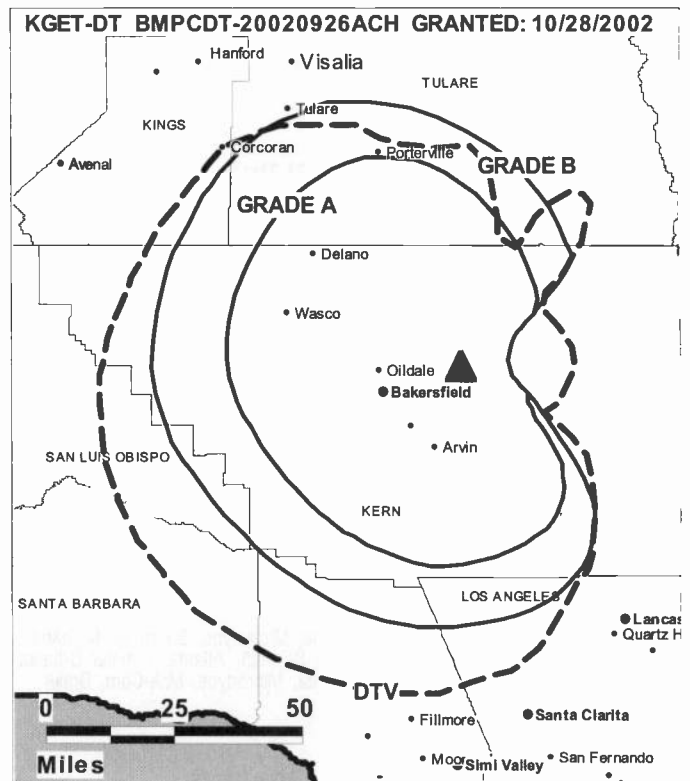 KGET-DT BMPCDT-20020926ACH GRANTED: 10/28/2002
Hanford
Visalia
TULARE
Tulare
KINGS
Corcoran
Avenal
Porterville
GRADE B
GRADE A
Delano
Wasco
Oildale
Bakersfield
Arvin
SAN LUIS OBISPO
KERN
SANTA BARBARA
LOS ANGELES
Lancas
Quartz H
DTV
0 25 50
Miles
Fillmore
Santa Clarita
Moor
Simi Valley
San Fernando